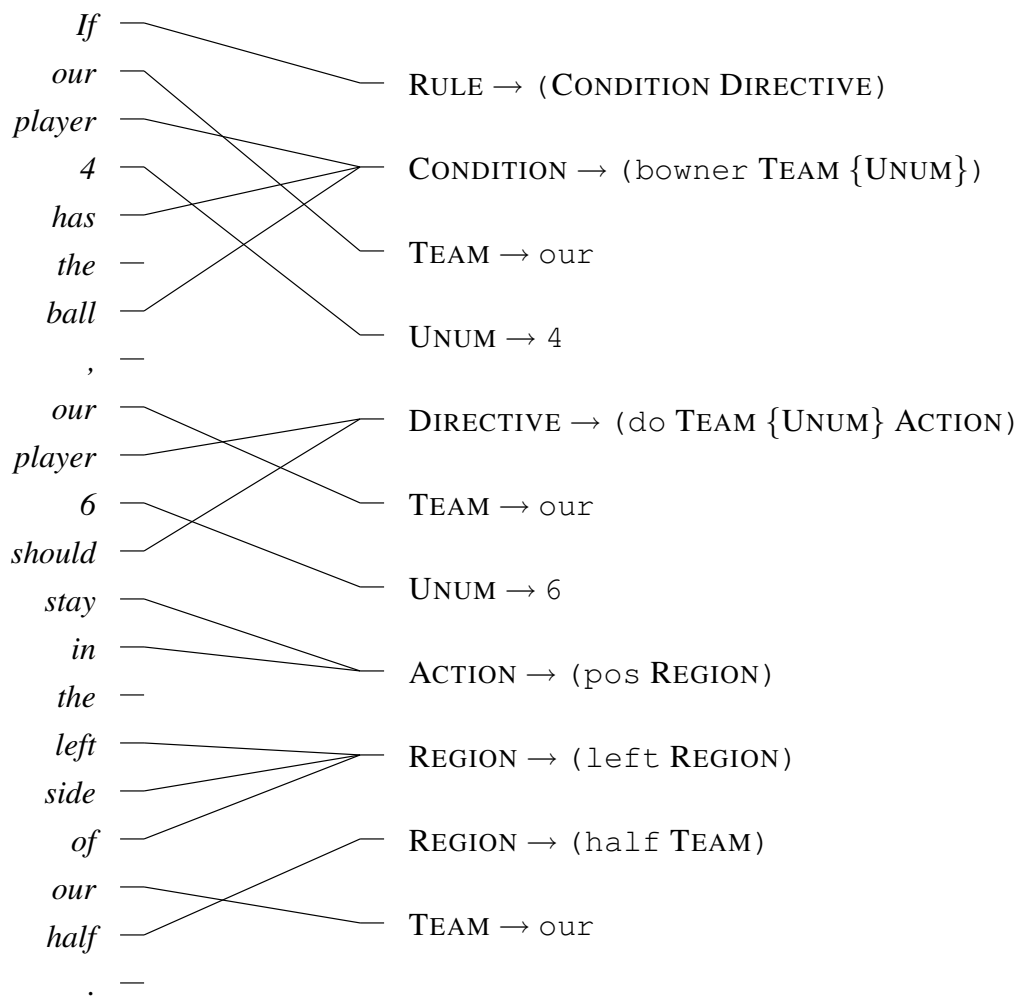 If
our
player
4
has
the
ball
,
our
player
6
should
stay
in
the
left
side
of
our
half
.
RULE → (CONDITION DIRECTIVE)
CONDITION → (bowner TEAM {UNUM})
TEAM → our
UNUM → 4
DIRECTIVE → (do TEAM {UNUM} ACTION)
TEAM → our
UNUM → 6
ACTION → (pos REGION)
REGION → (left REGION)
REGION → (half TEAM)
TEAM → our